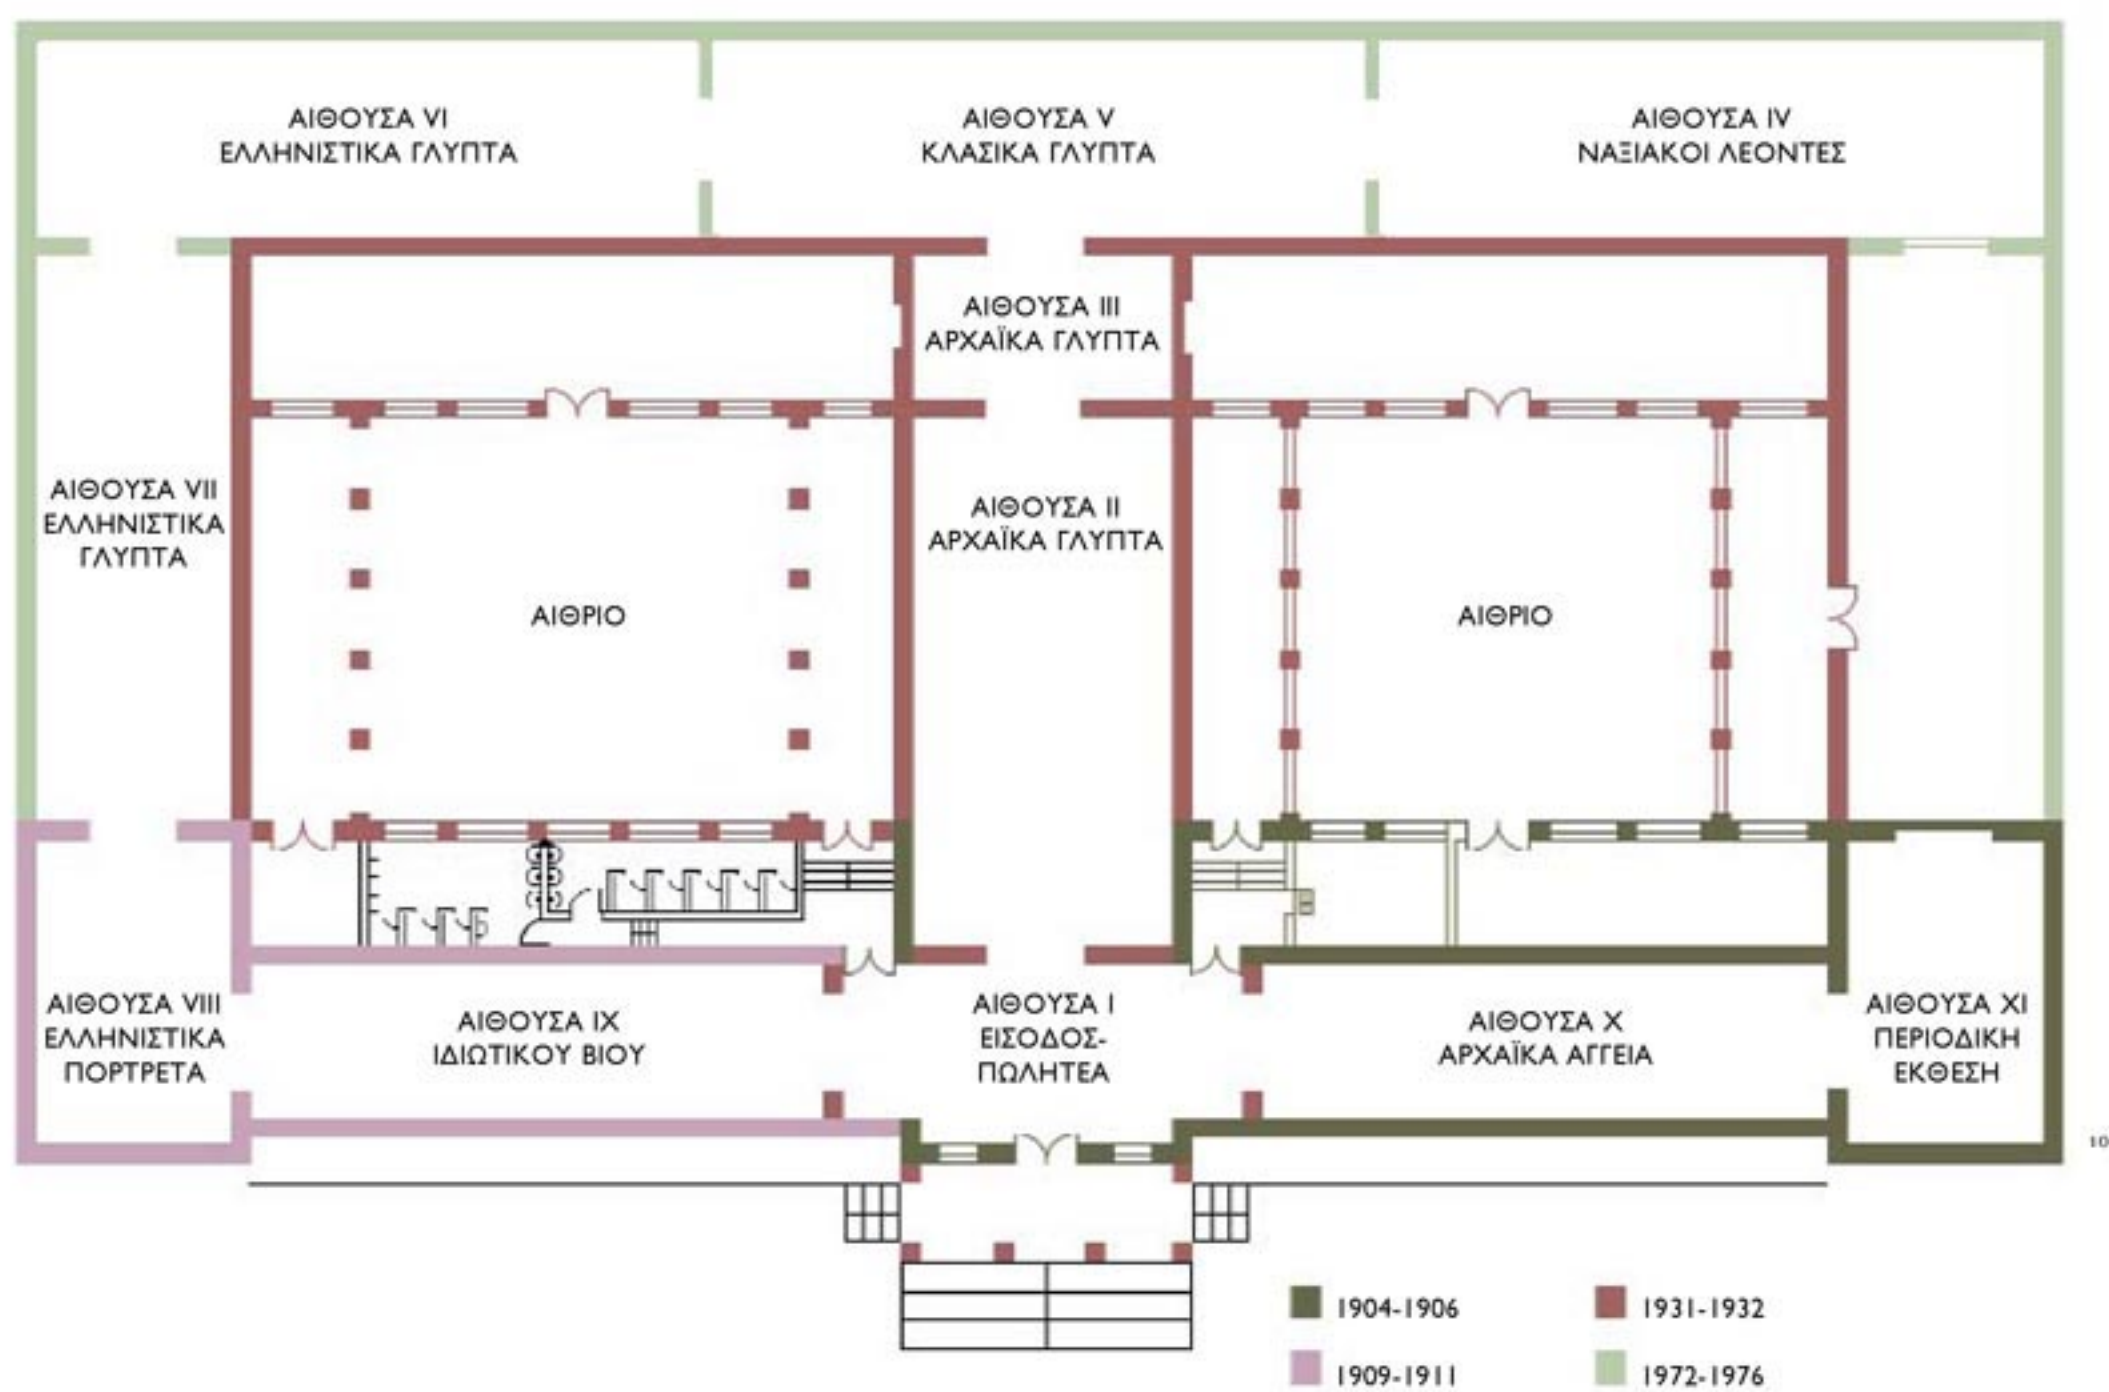 ΑΙΘΟΥΣΑ VI
ΕΛΛΗΝΙΣΤΙΚΑ ΓΛΥΠΤΑ
ΑΙΘΟΥΣΑ V
ΚΛΑΣΙΚΑ ΓΛΥΠΤΑ
ΑΙΘΟΥΣΑ IV
ΝΑΞΙΑΚΟΙ ΛΕΟΝΤΕΣ
ΑΙΘΟΥΣΑ III
ΑΡΧΑΪΚΑ ΓΛΥΠΤΑ
ΑΙΘΟΥΣΑ VII
ΕΛΛΗΝΙΣΤΙΚΑ
ΓΛΥΠΤΑ
ΑΙΘΟΥΣΑ II
ΑΡΧΑΪΚΑ ΓΛΥΠΤΑ
ΑΙΘΡΙΟ
ΑΙΘΡΙΟ
ΑΙΘΟΥΣΑ VIII
ΕΛΛΗΝΙΣΤΙΚΑ
ΠΟΡΤΡΕΤΑ
ΑΙΘΟΥΣΑ IX
ΙΔΙΩΤΙΚΟΥ ΒΙΟΥ
ΑΙΘΟΥΣΑ I
ΕΙΣΟΔΟΣ-
ΠΩΛΗΤΕΑ
ΑΙΘΟΥΣΑ X
ΑΡΧΑΪΚΑ ΑΓΓΕΙΑ
ΑΙΘΟΥΣΑ XI
ΠΕΡΙΟΔΙΚΗ
ΕΚΘΕΣΗ
10
1904-1906
1931-1932
1909-1911
1972-1976